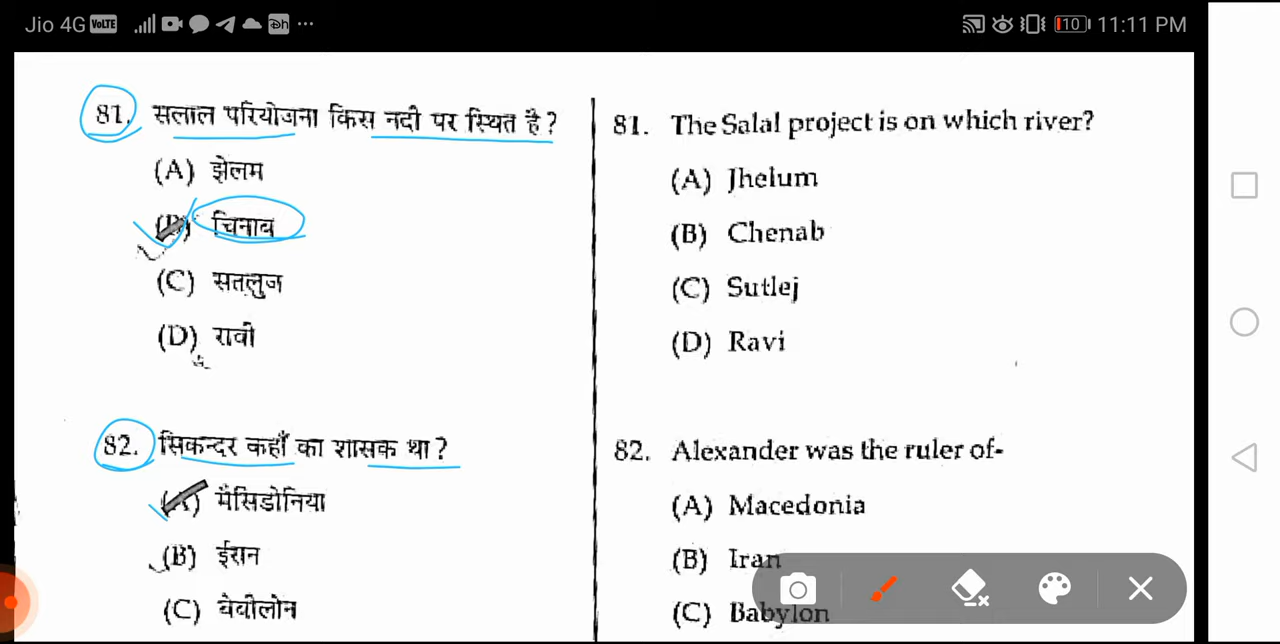 Jio 4G VoLTE
10 11:11 PM
81. सलाल परियोजना किस नदी पर स्थित है?
(A) झेलम
(B) चिनाब
(C) सतलुज
(D) रावी
82. सिकन्दर कहाँ का शासक था?
(A) मैसिडोनिया
(B) ईरान
(C) बेबीलोन
81. The Salal project is on which river?
(A) Jhelum
(B) Chenab
(C) Sutlej
(D) Ravi
82. Alexander was the ruler of-
(A) Macedonia
(B) Iran
(C) Babylon